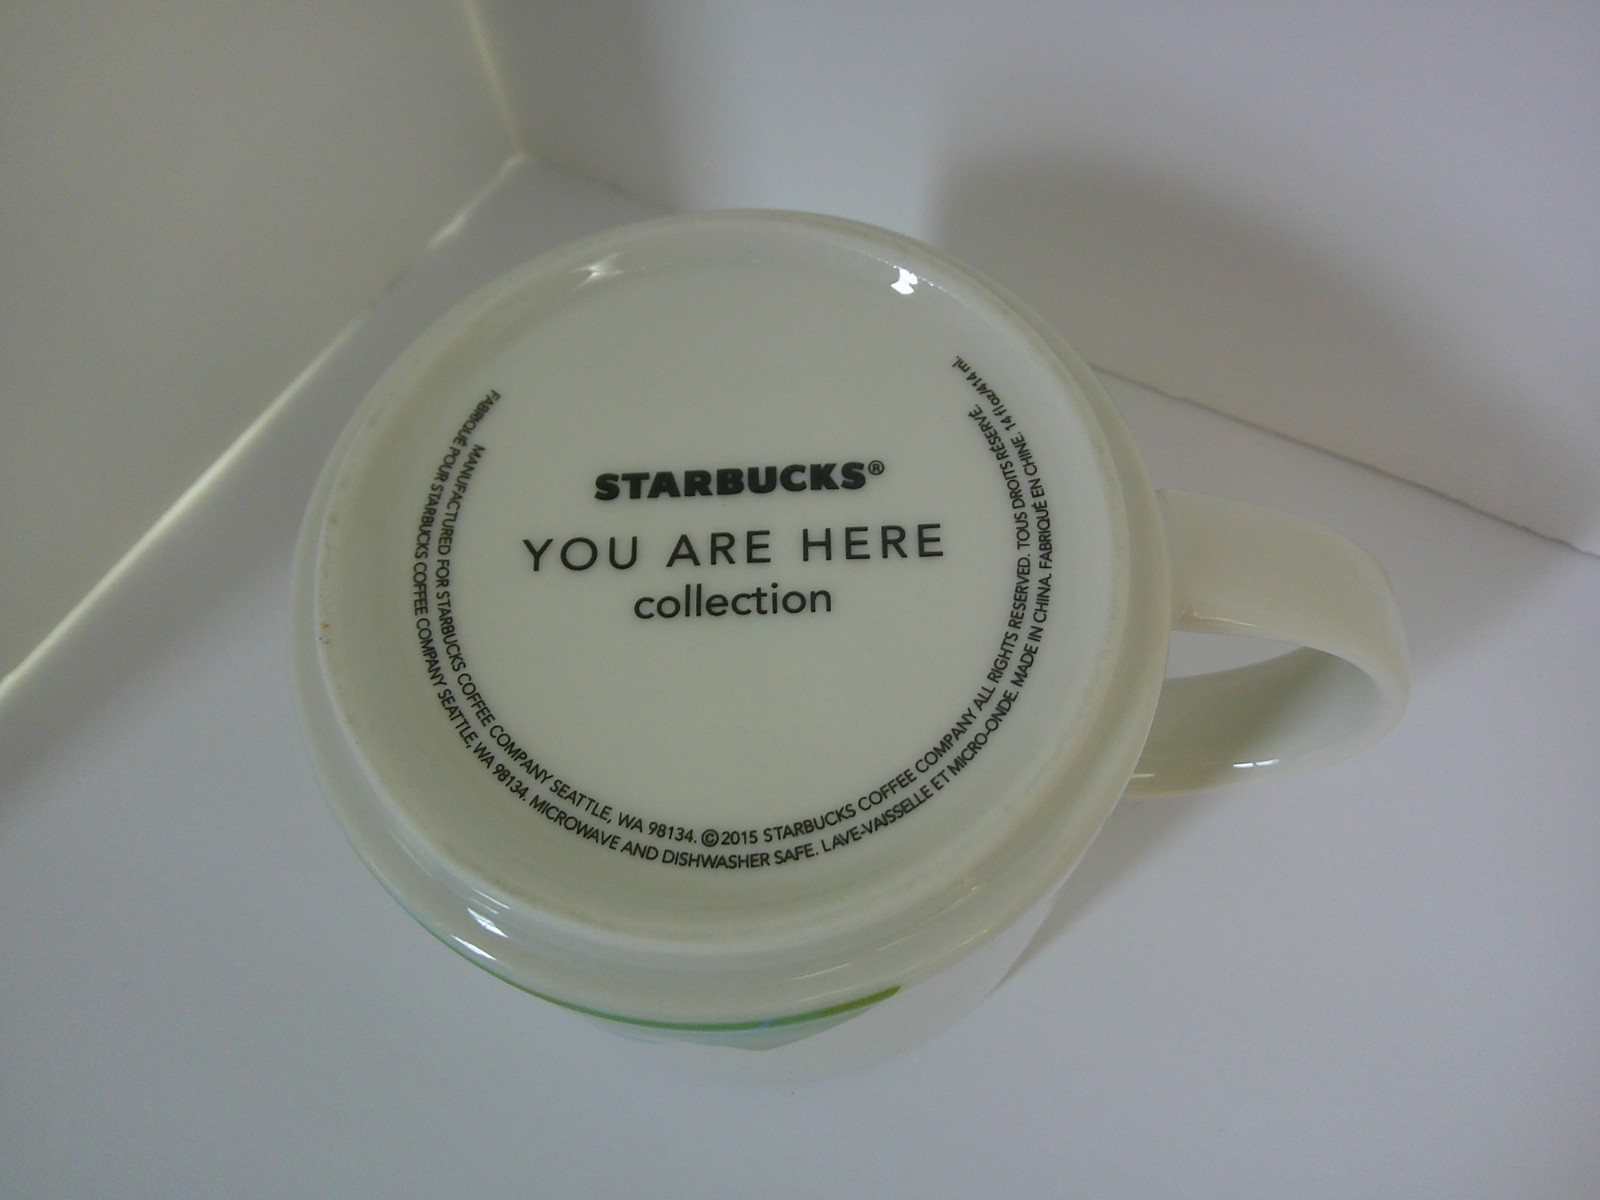 STARBUCKS®
YOU ARE HERE
collection
MANUFACTURED FOR STARBUCKS COFFEE COMPANY SEATTLE, WA 98134. ©2015 STARBUCKS COFFEE COMPANY ALL RIGHTS RESERVED. TOUS DROITS RÉSERVÉ.
FABRIQUÉ POUR STARBUCKS COFFEE COMPANY SEATTLE, WA 98134. MICROWAVE AND DISHWASHER SAFE. LAVE-VAISSELLE ET MICRO-ONDE. MADE IN CHINA. FABRIQUÉ EN CHINE. 14 fl oz/414 ml.